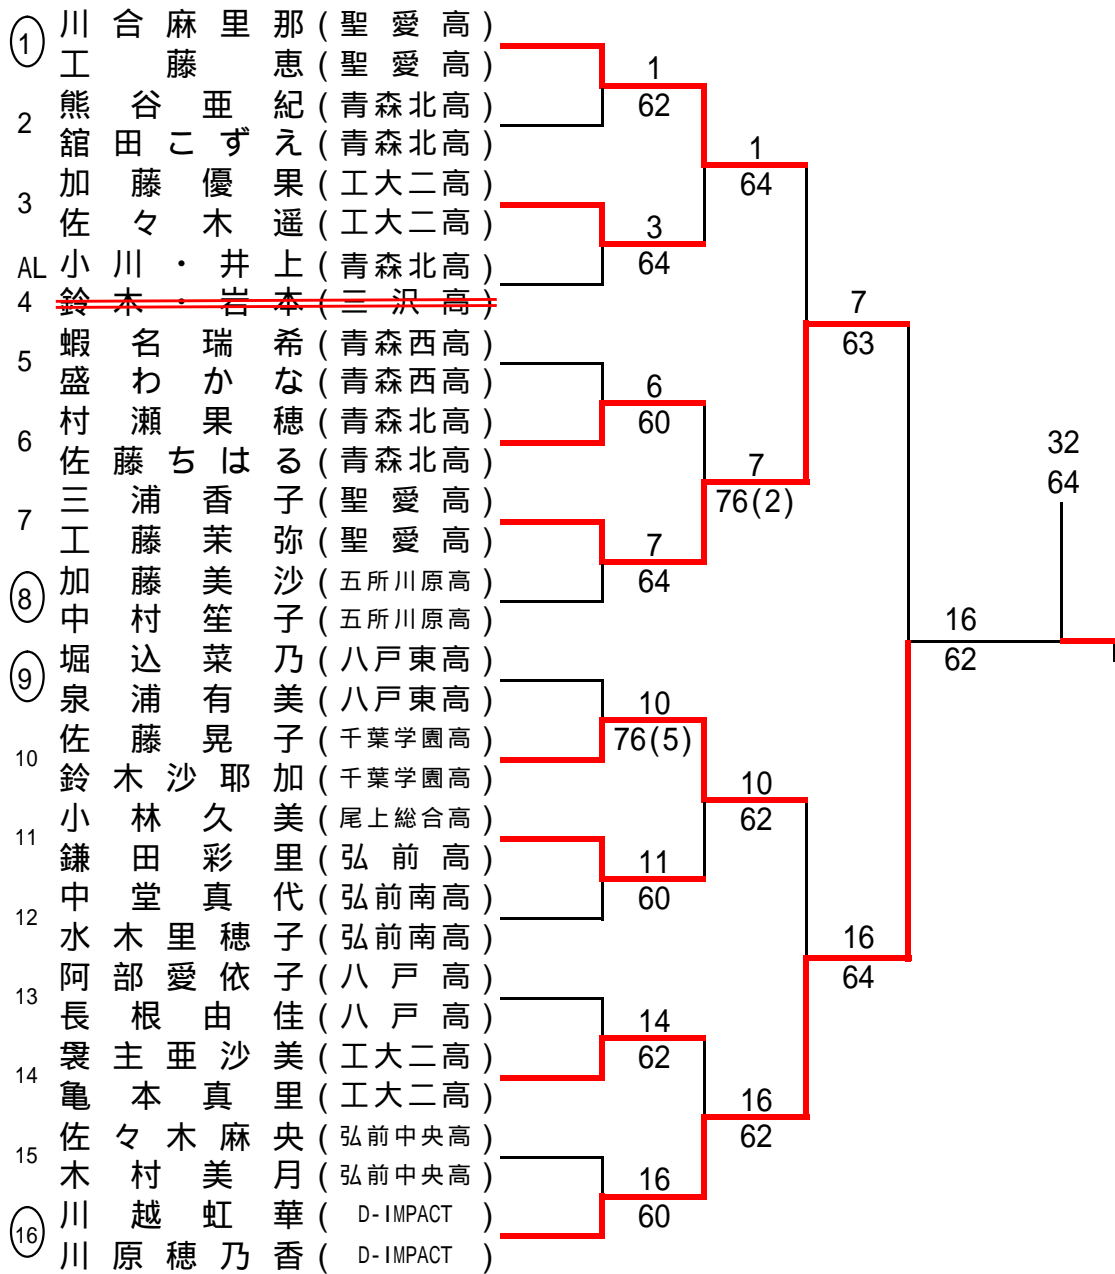 1 川合麻里那(聖愛高)
工藤恵(聖愛高)
2 熊谷亜紀(青森北高)
舘田こずえ(青森北高)
3 加藤優果(工大二高)
佐々木遥(工大二高)
AL 小川・井上(青森北高)
4 鈴木・岩本(三沢高)
5 蝦名瑞希(青森西高)
盛わかな(青森西高)
6 村瀬果穂(青森北高)
佐藤ちはる(青森北高)
7 三浦香子(聖愛高)
工藤茉弥(聖愛高)
8 加藤美沙(五所川原高)
中村笙子(五所川原高)
9 堀込菜乃(八戸東高)
泉浦有美(八戸東高)
10 佐藤晃子(千葉学園高)
鈴木沙耶加(千葉学園高)
11 小林久美(尾上総合高)
鎌田彩里(弘前高)
12 中堂真代(弘前南高)
水木里穂子(弘前南高)
13 阿部愛依子(八戸高)
長根由佳(八戸高)
14 主亜沙美(工大二高)
亀本真里(工大二高)
15 佐々木麻央(弘前中央高)
木村美月(弘前中央高)
16 川越虹華(D-IMPACT)
川原穂乃香(D-IMPACT)
1
62
3
64
6
60
7
64
10
76(5)
11
60
14
62
16
60
1
64
7
76(2)
10
62
16
62
7
63
16
64
16
62
32
64